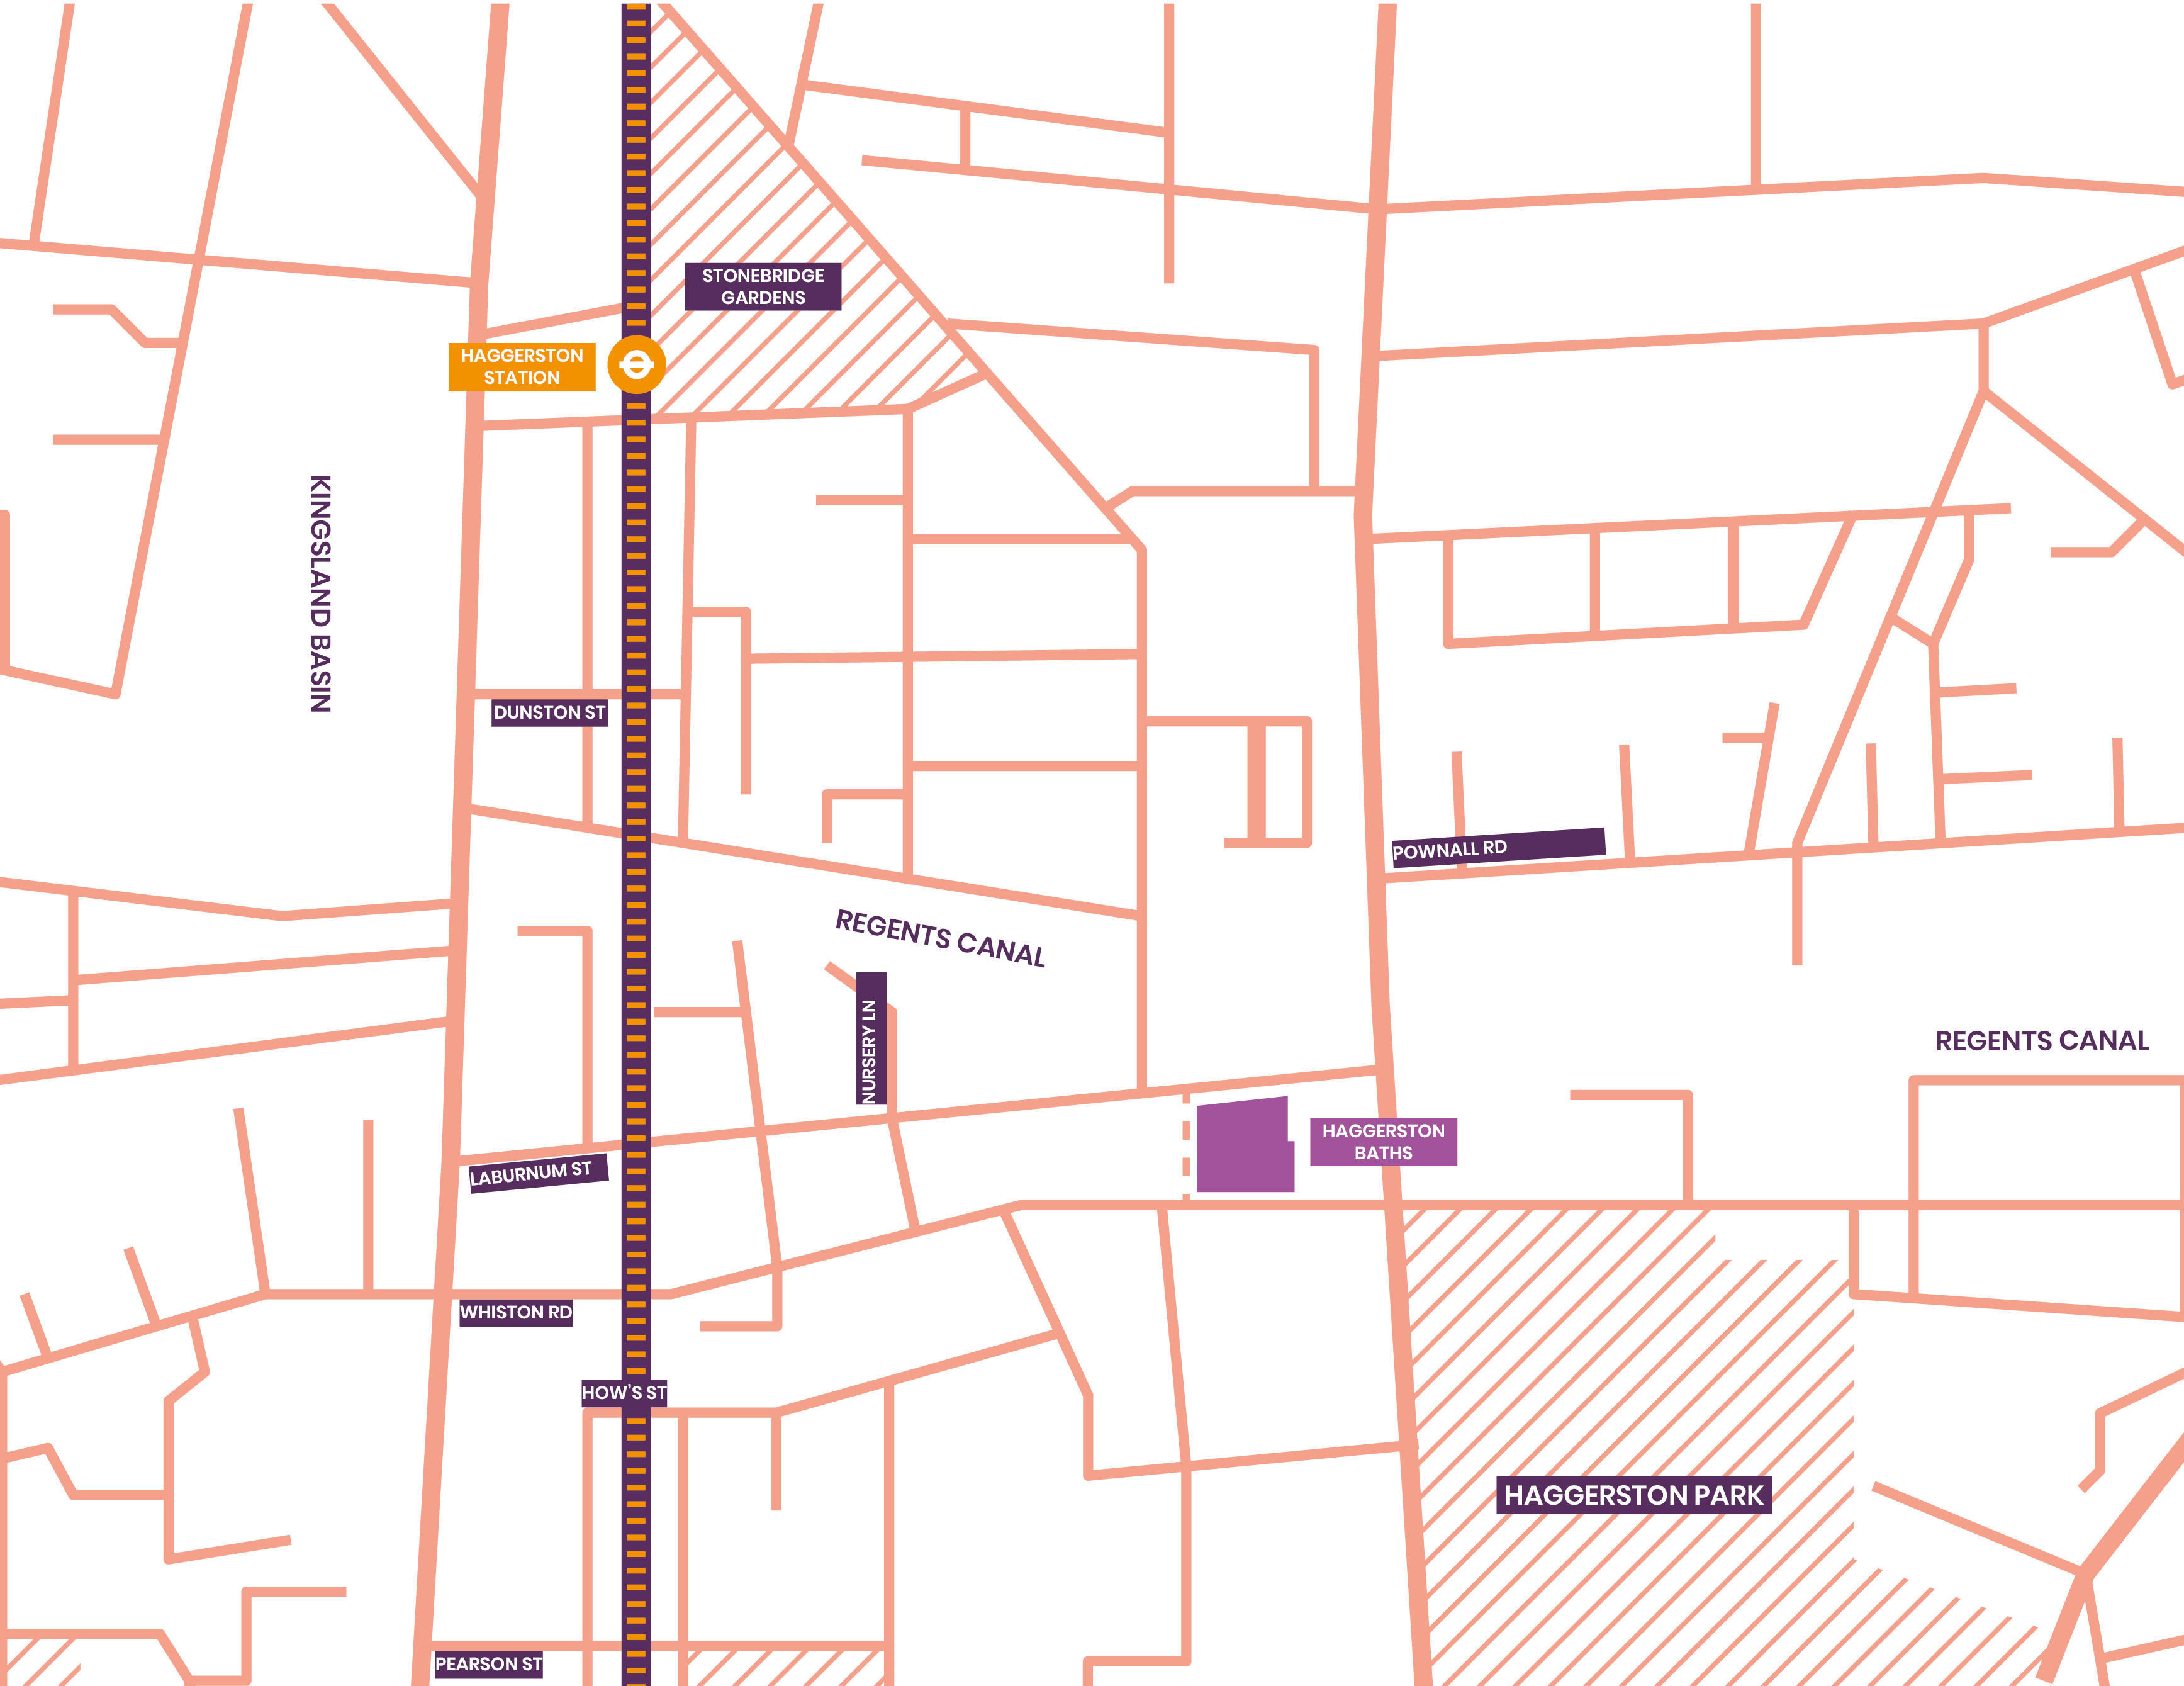 STONEBRIDGE
GARDENS
HAGGERSTON
STATION
KINGSLAND BASIN
DUNSTON ST
POWNALL RD
REGENTS CANAL
NURSERY LN
REGENTS CANAL
HAGGERSTON
BATHS
LABURNUM ST
WHISTON RD
HOW'S ST
HAGGERSTON PARK
PEARSON ST